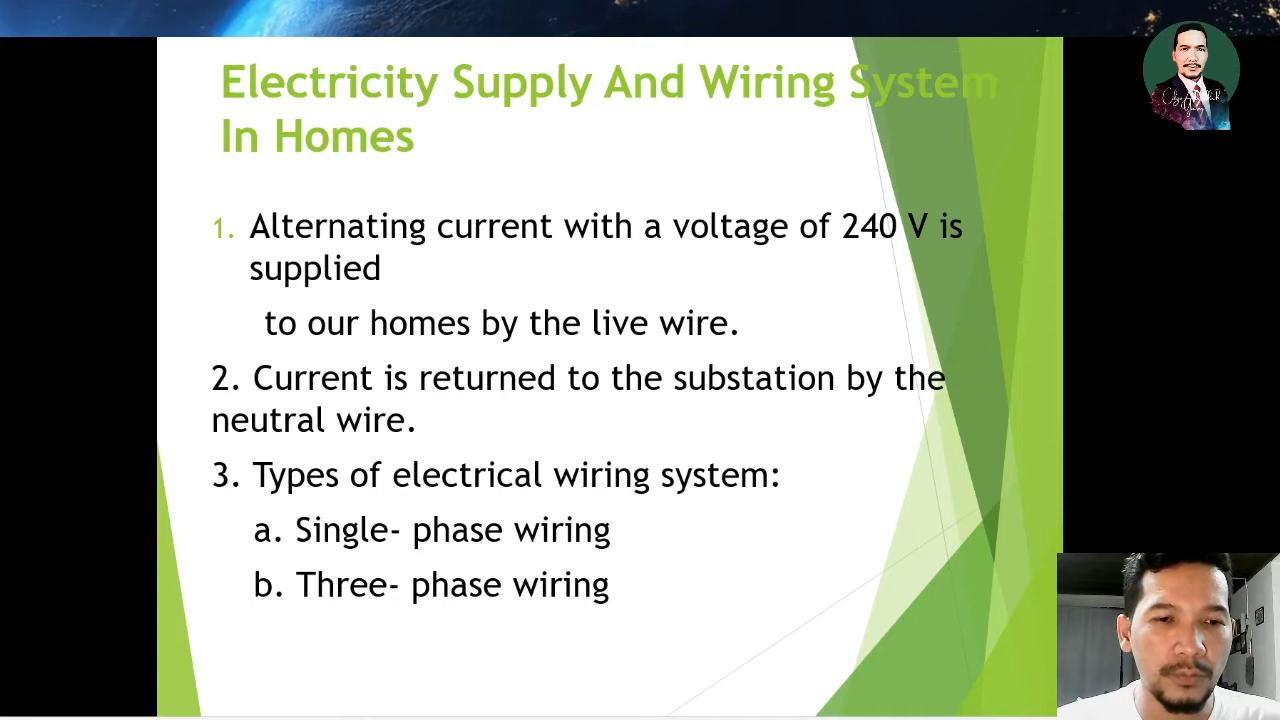 Electricity Supply And Wiring System
In Homes
1. Alternating current with a voltage of 240 V is
supplied
to our homes by the live wire.
2. Current is returned to the substation by the
neutral wire.
3. Types of electrical wiring system:
a. Single- phase wiring
b. Three- phase wiring